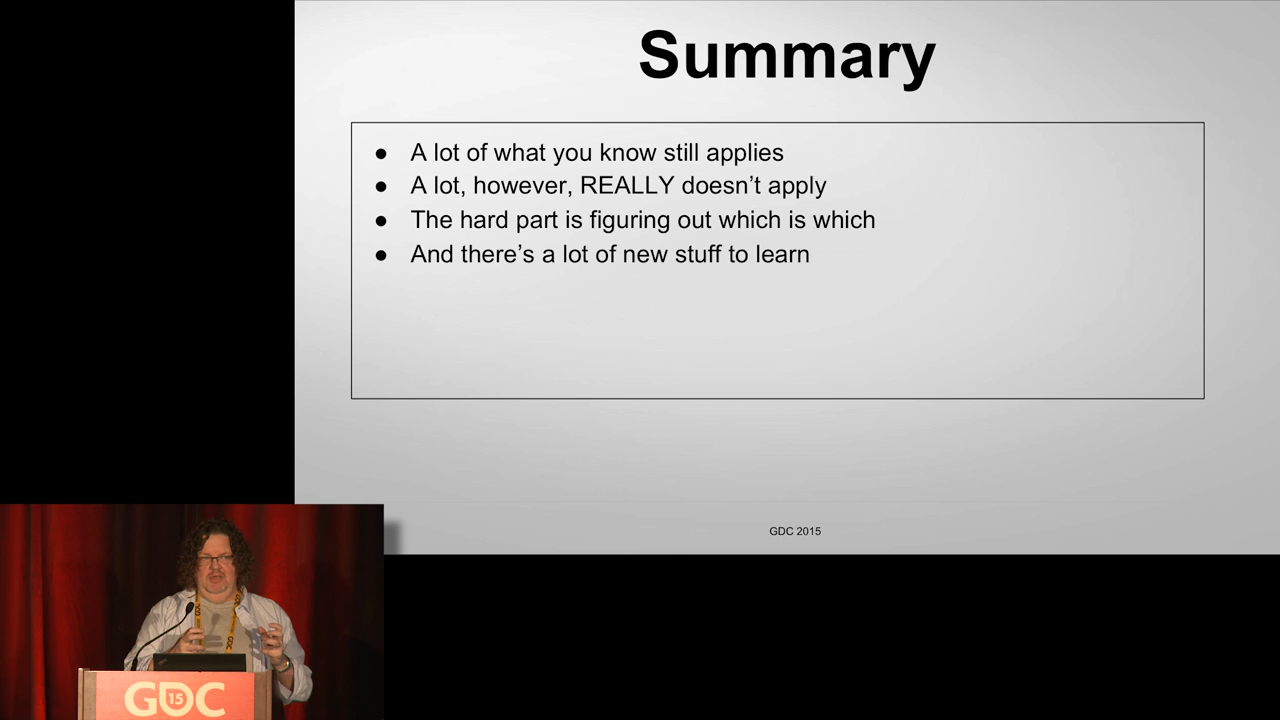 Summary
● A lot of what you know still applies
● A lot, however, REALLY doesn’t apply
● The hard part is figuring out which is which
● And there’s a lot of new stuff to learn
GDC 2015
GDC
15